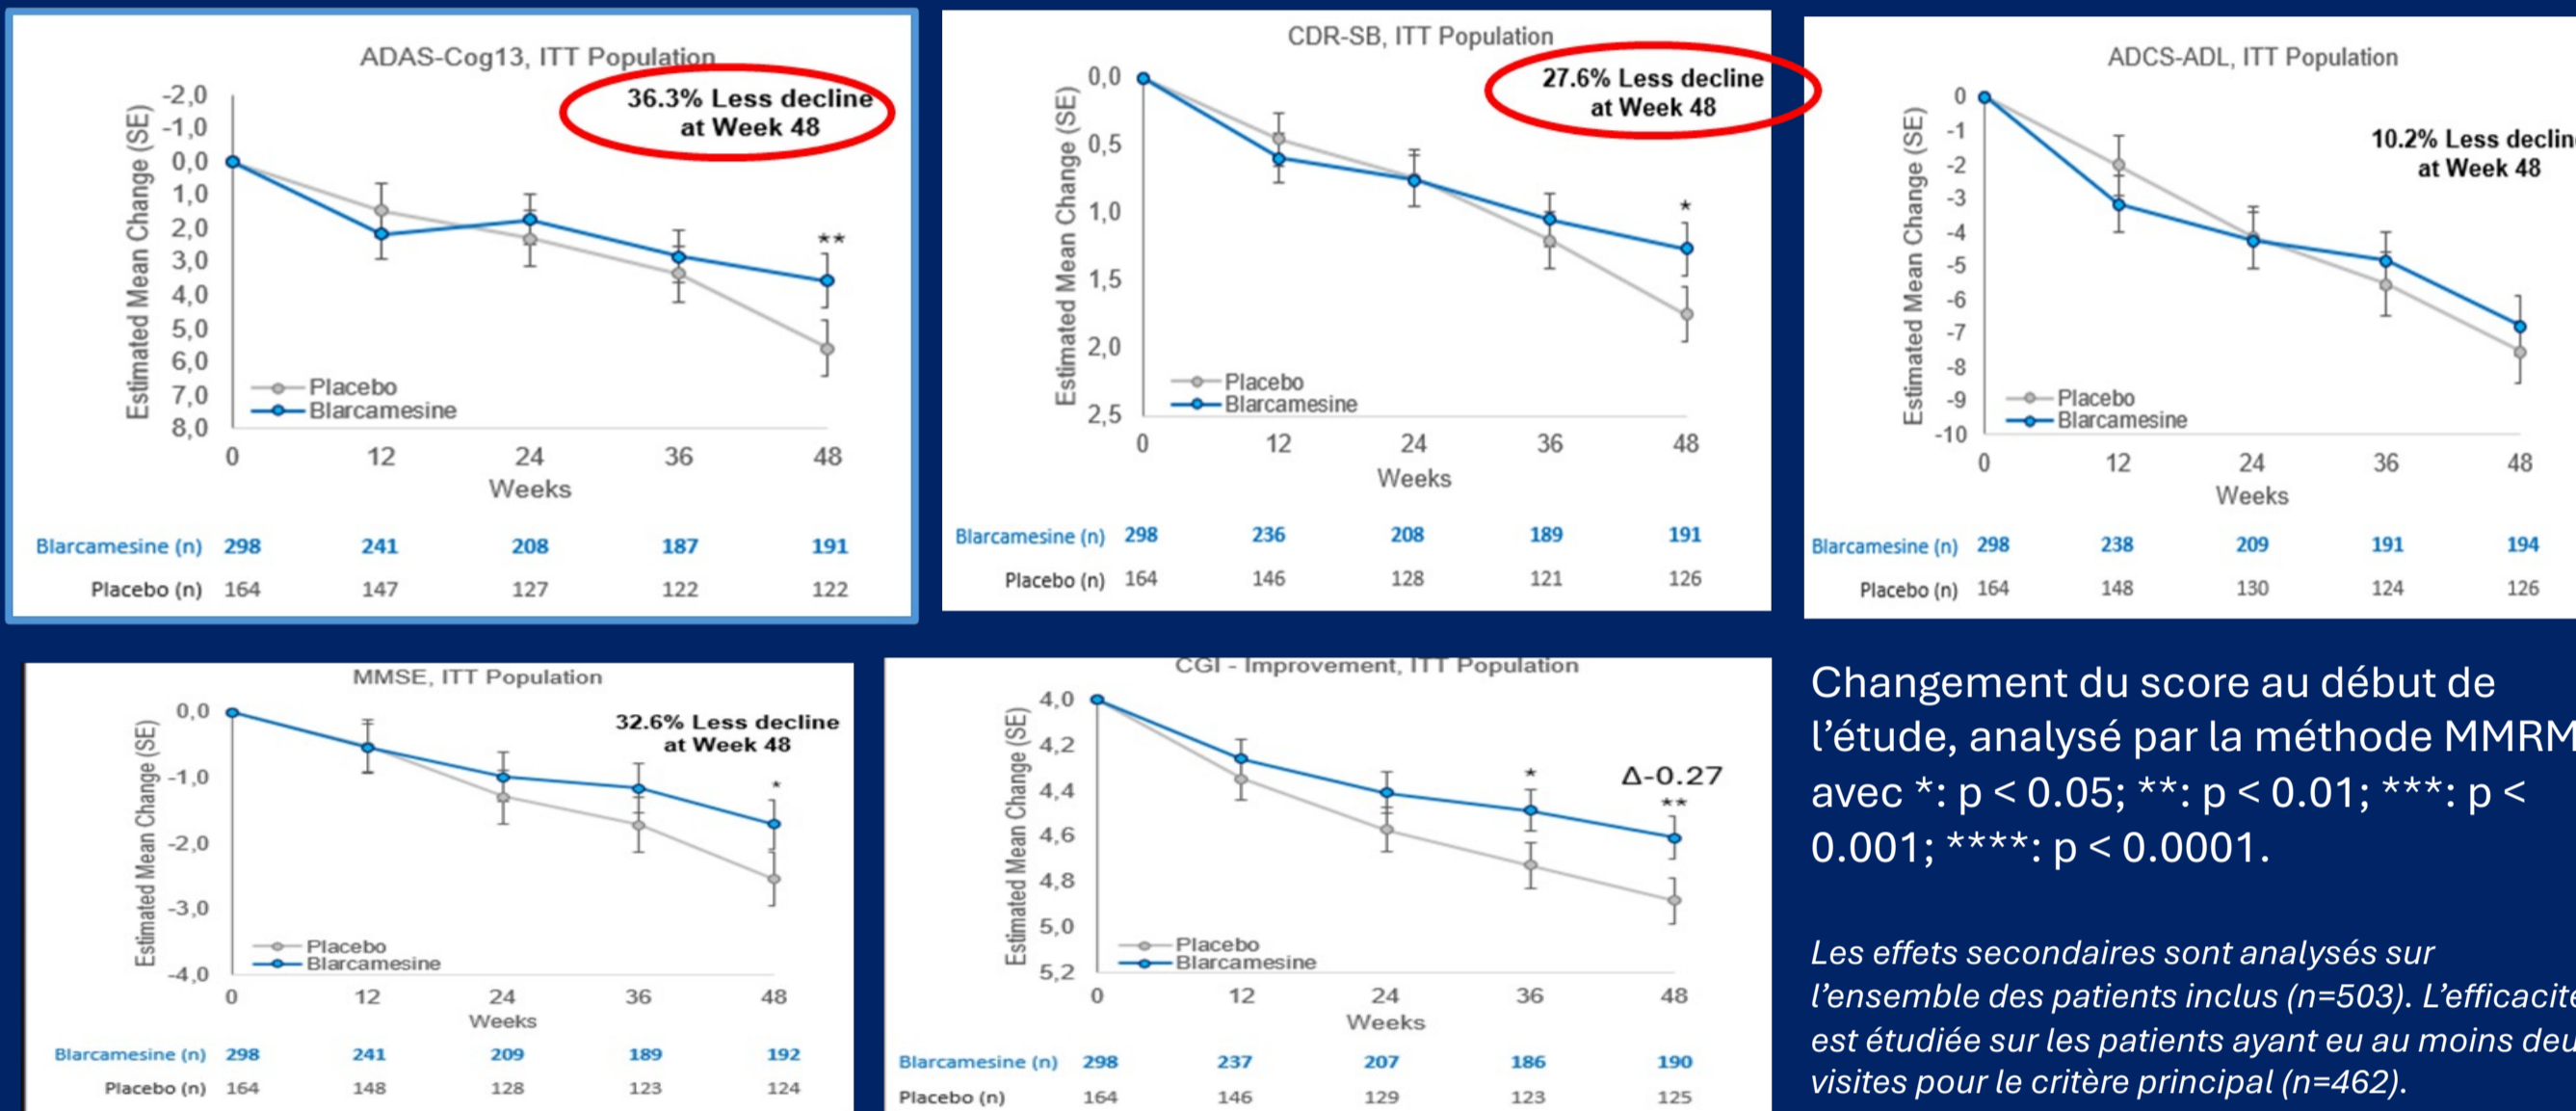 ADAS-Cog13, ITT Population
36.3% Less decline
at Week 48
Estimated Mean Change (SE)
-2,0
-1,0
0,0
1,0
2,0
3,0
4,0
5,0
6,0
7,0
8,0
**
Placebo
Blarcamesine
0 12 24 36 48
Weeks
Blarcamesine (n) 298 241 208 187 191
Placebo (n) 164 147 127 122 122
CDR-SB, ITT Population
27.6% Less decline
at Week 48
Estimated Mean Change (SE)
0,0
0,5
1,0
1,5
2,0
2,5
*
Placebo
Blarcamesine
0 12 24 36 48
Weeks
Blarcamesine (n) 298 236 208 189 191
Placebo (n) 164 146 128 121 126
ADCS-ADL, ITT Population
10.2% Less declin
at Week 48
Estimated Mean Change (SE)
0
-1
-2
-3
-4
-5
-6
-7
-8
-9
-10
Placebo
Blarcamesine
0 12 24 36 48
Weeks
Blarcamesine (n) 298 238 209 191 194
Placebo (n) 164 148 130 124 126
MMSE, ITT Population
32.6% Less decline
at Week 48
Estimated Mean Change (SE)
0,0
-1,0
-2,0
-3,0
-4,0
*
Placebo
Blarcamesine
0 12 24 36 48
Weeks
Blarcamesine (n) 298 241 209 189 192
Placebo (n) 164 148 128 123 124
CGI - Improvement, ITT Population
Estimated Mean Change (SE)
4,0
4,2
4,4
4,6
4,8
5,0
5,2
*
Δ-0.27
**
Placebo
Blarcamesine
0 12 24 36 48
Weeks
Blarcamesine (n) 298 237 207 186 190
Placebo (n) 164 146 129 123 125
Changement du score au début de
l'étude, analysé par la méthode MMRM
avec *: p < 0.05; **: p < 0.01; ***: p <
0.001; ****: p < 0.0001.
Les effets secondaires sont analysés sur
l'ensemble des patients inclus (n=503). L'efficacité
est étudiée sur les patients ayant eu au moins deu
visites pour le critère principal (n=462).